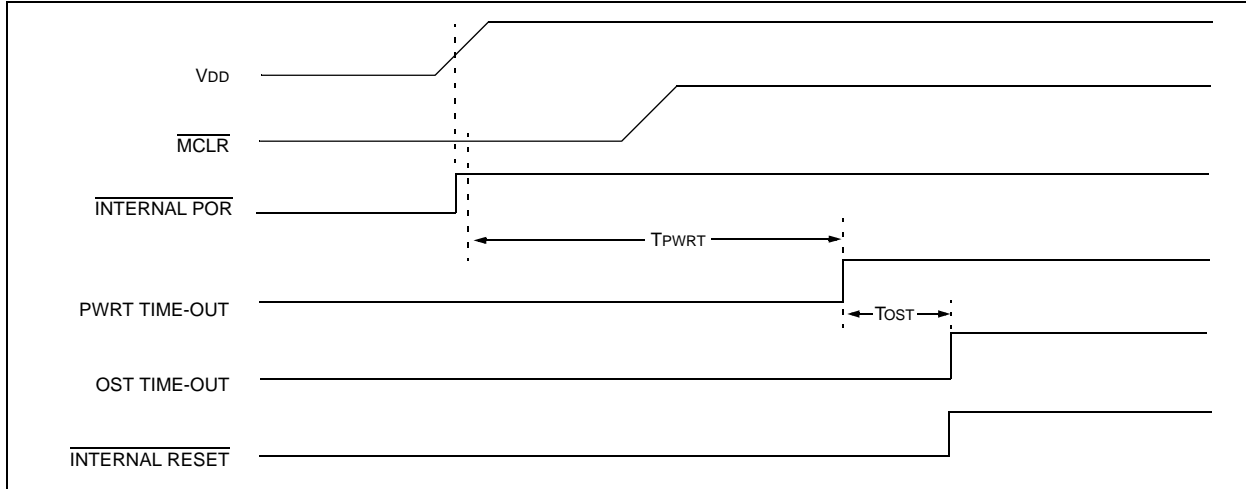 VDD
MCLR
INTERNAL POR
TPWRT
PWRT TIME-OUT
TOST
OST TIME-OUT
INTERNAL RESET